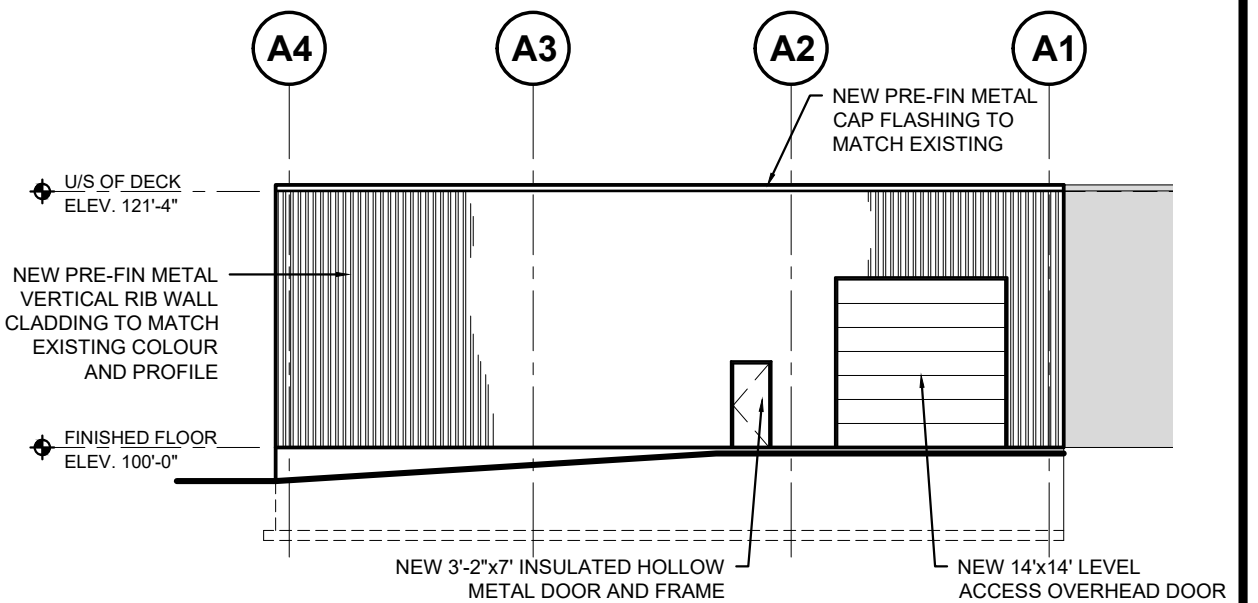 A4 A3 A2 A1
NEW PRE-FIN METAL
CAP FLASHING TO
MATCH EXISTING
U/S OF DECK
ELEV. 121'-4"
NEW PRE-FIN METAL
VERTICAL RIB WALL
CLADDING TO MATCH
EXISTING COLOUR
AND PROFILE
FINISHED FLOOR
ELEV. 100'-0"
NEW 3'-2"x7' INSULATED HOLLOW
METAL DOOR AND FRAME
NEW 14'x14' LEVEL
ACCESS OVERHEAD DOOR